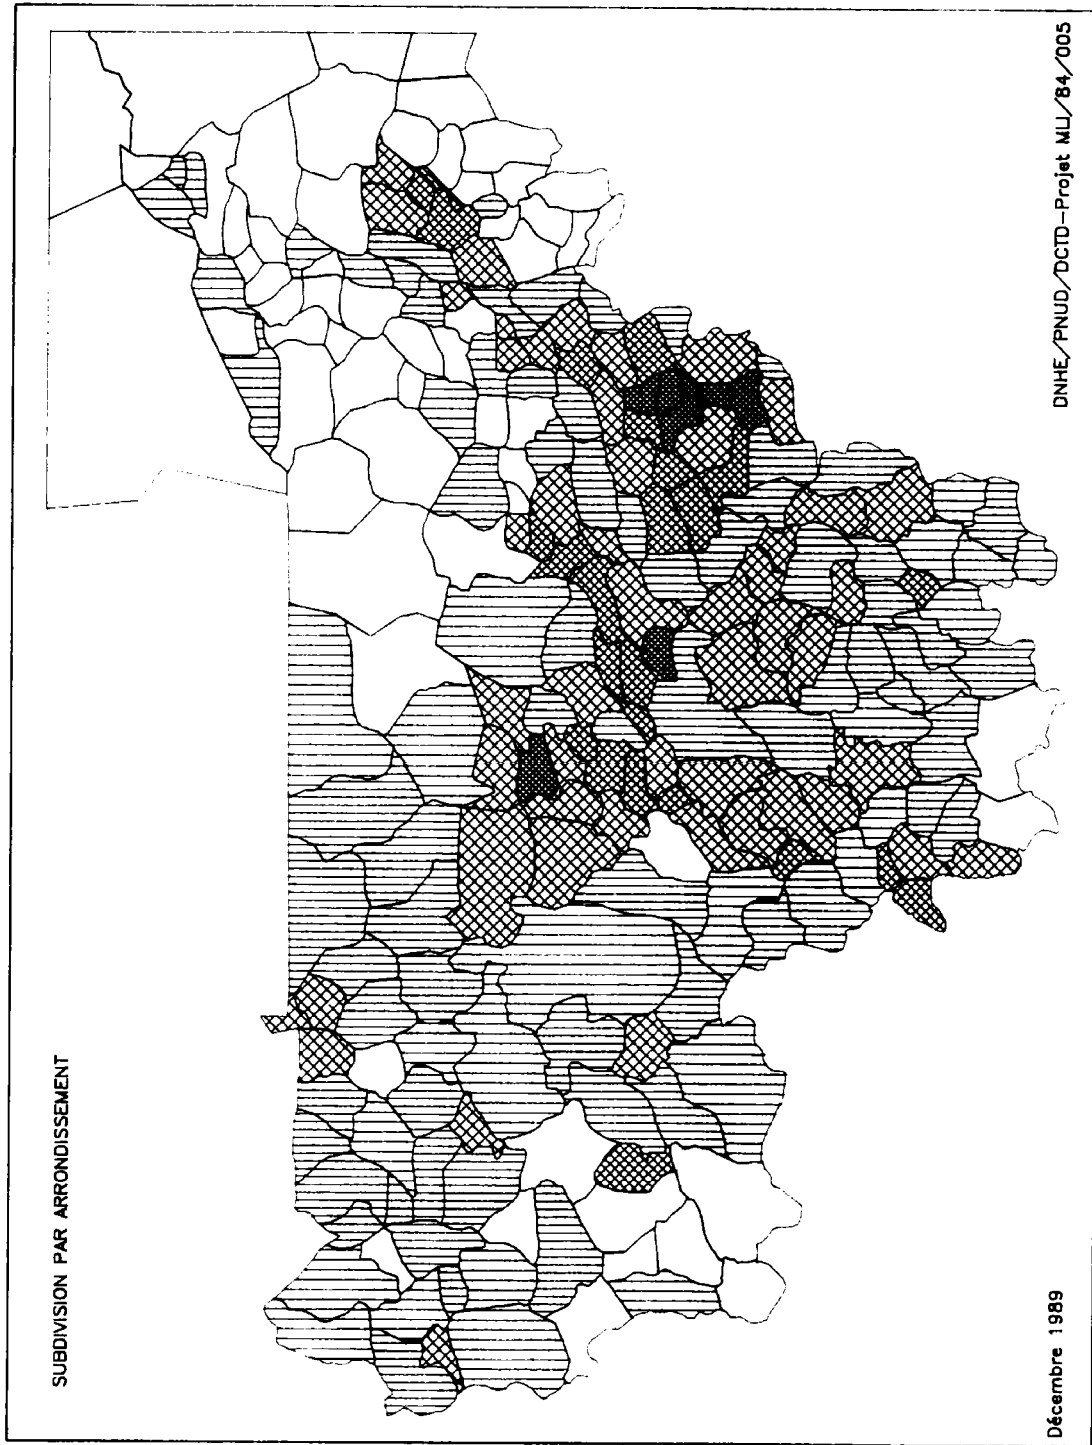 SUBDIVISION PAR ARRONDISSEMENT
Décembre 1989
DNHE/PNUD/DCTD-Projet MLI/84/005